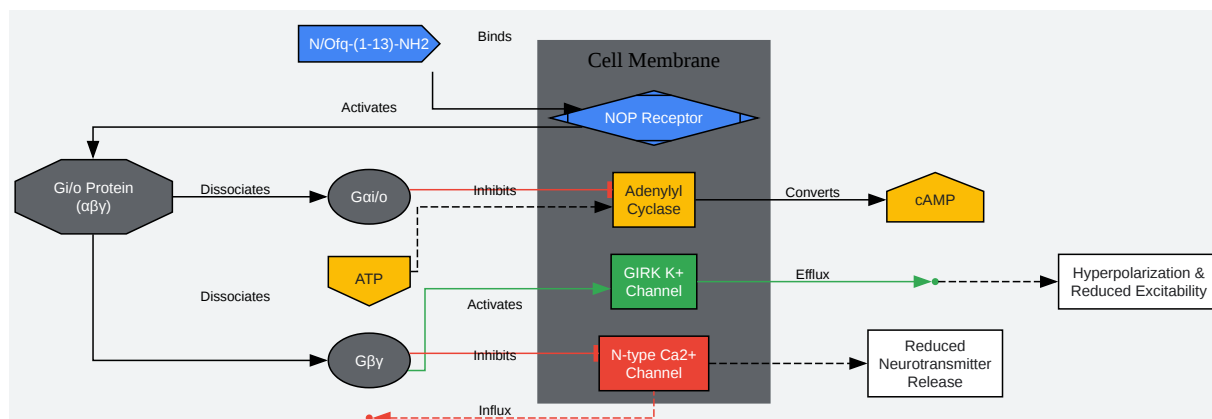 N/Ofq-(1-13)-NH2
Binds
Cell Membrane
Activates
NOP Receptor
Gi/o Protein
(αβγ)
Dissociates
Gαi/o
Inhibits
Adenylyl
Cyclase
Converts
cAMP
ATP
GIRK K+
Channel
Efflux
Hyperpolarization &
Reduced Excitability
Dissociates
Activates
Gβγ
Inhibits
N-type Ca2+
Channel
Reduced
Neurotransmitter
Release
Influx